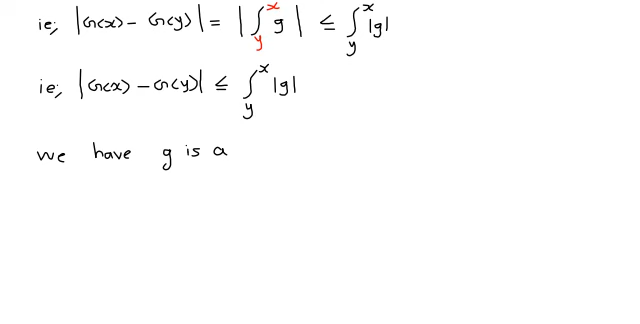 ie; |G(x) - G(y)| = |∫_y^x g| ≤ ∫_y^x |g|
ie; |G(x) - G(y)| ≤ ∫_y^x |g|
we have g is a